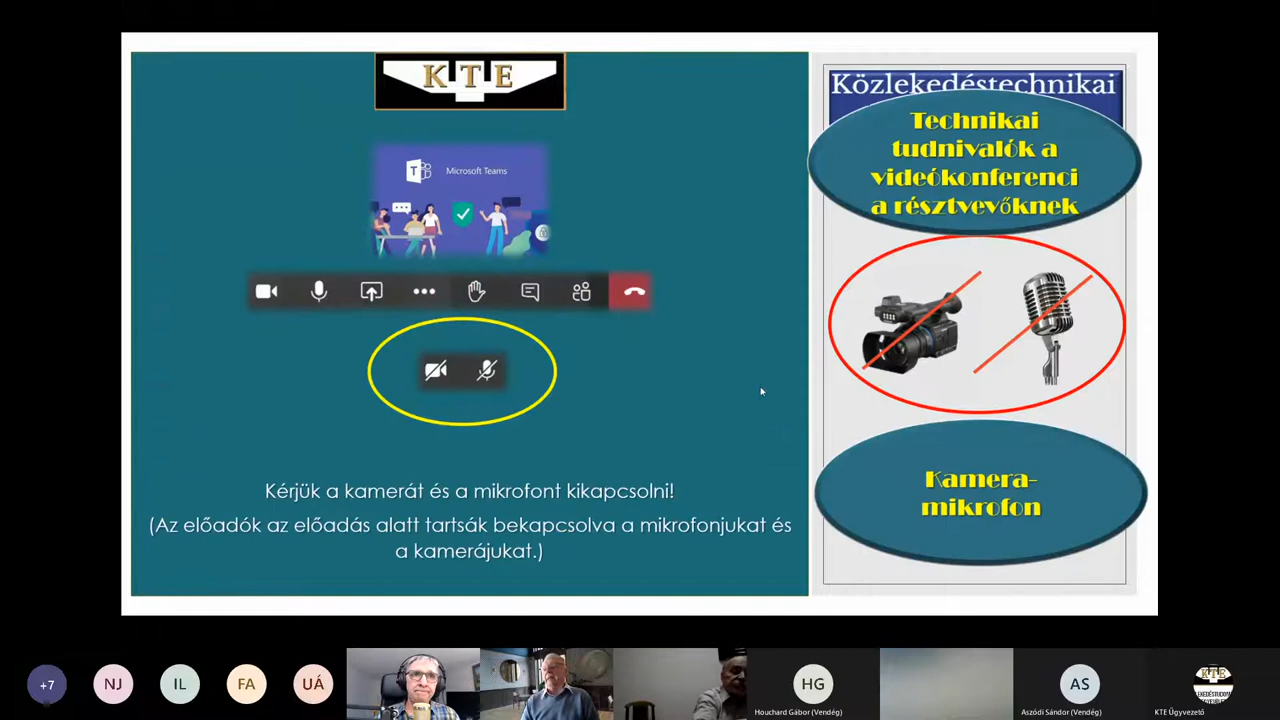 KTE
Microsoft Teams
Kérjük a kamerát és a mikrofont kikapcsolni!
(Az előadók az előadás alatt tartsák bekapcsolva a mikrofonjukat és
a kamerájukat.)
Közlekedéstechnikai
Technikai
tudnivalók a
videókonferenci
a résztvevőknek
Kamera-
mikrofon
+7
NJ
IL
FA
UÁ
HG
Houchard Gábor (Vendég)
AS
Aszódi Sándor (Vendég)
KTE
KTE Ügyvezető